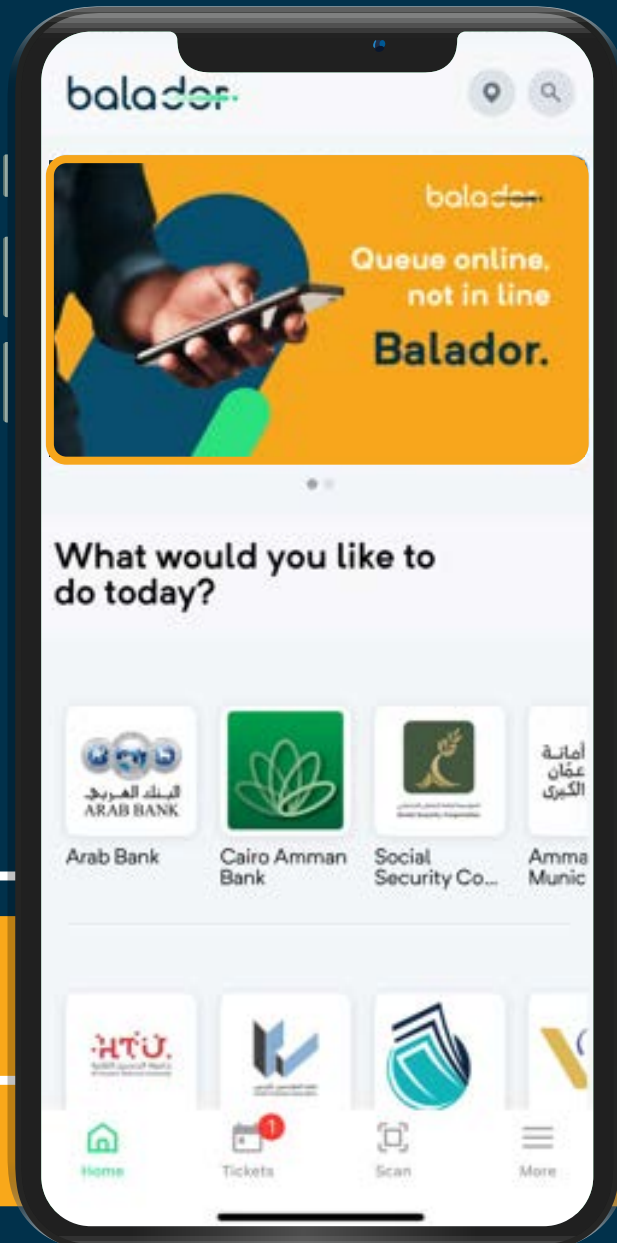 balador
balador
Queue online,
not in line
Balador.
What would you like to
do today?
البنك العربي
ARAB BANK
أمانة
عمّان
الكبرى
Arab Bank
Cairo Amman
Bank
Social
Security Co...
Amma
Munic
HTU
1
Home
Tickets
Scan
More